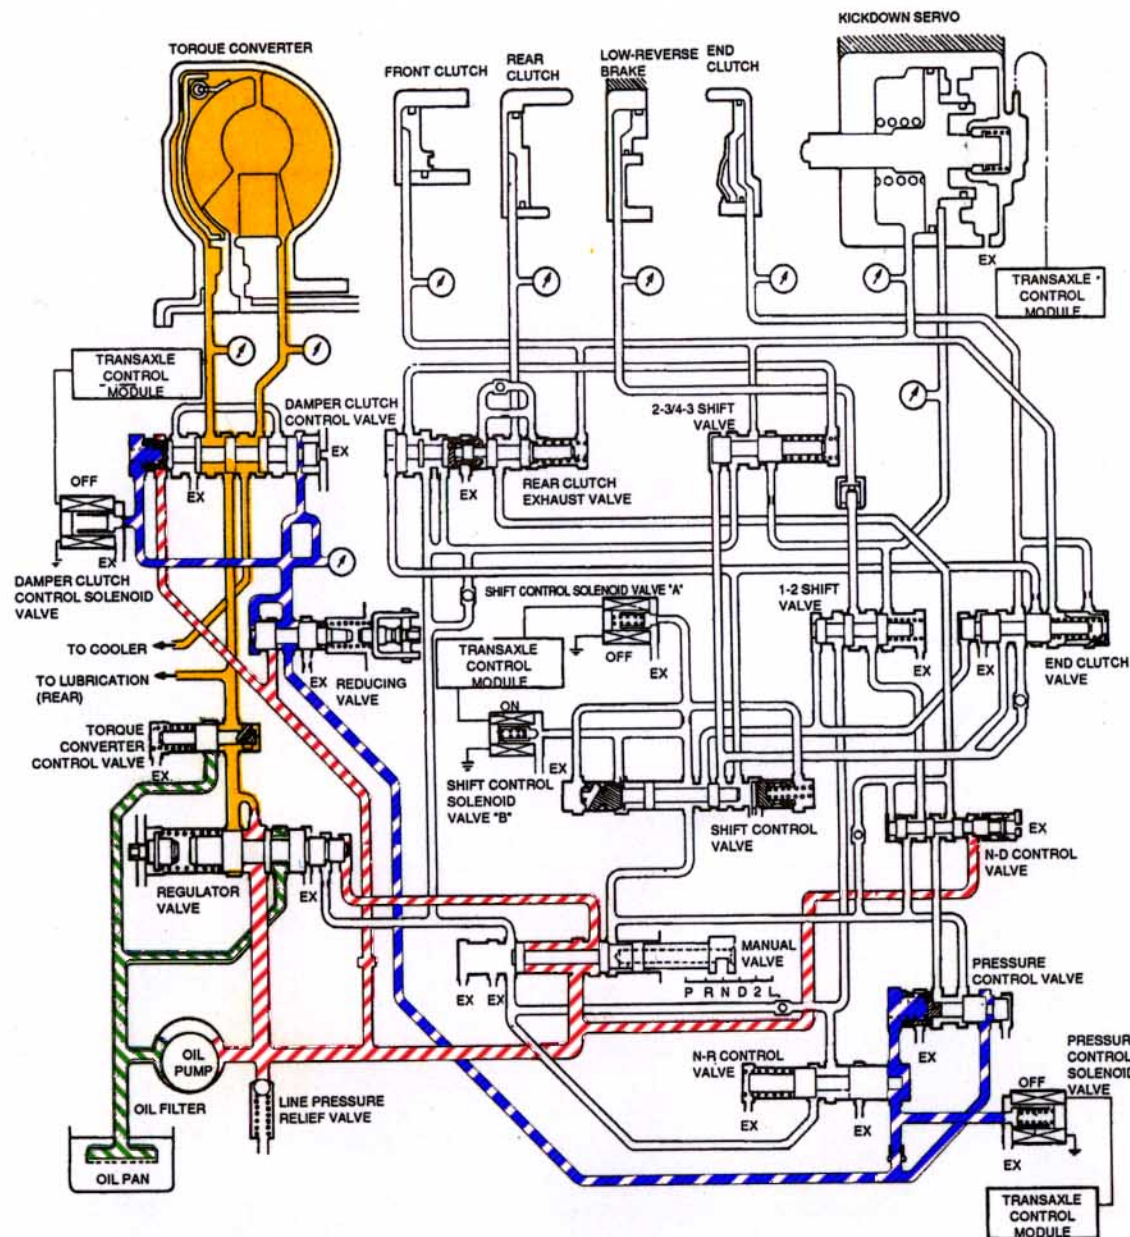 KICKDOWN SERVO
TORQUE CONVERTER
FRONT CLUTCH
REAR
CLUTCH
LOW-REVERSE
BRAKE
END
CLUTCH
EX
TRANSAXLE
CONTROL
MODULE
TRANSAXLE
CONTROL
MODULE
DAMPER CLUTCH
CONTROL VALVE
EX
2-3/4-3 SHIFT
VALVE
OFF
EX
EX
REAR CLUTCH
EXHAUST VALVE
EX
DAMPER CLUTCH
CONTROL SOLENOID
VALVE
SHIFT CONTROL SOLENOID VALVE "A"
1-2 SHIFT
VALVE
TO COOLER
TRANSAXLE
CONTROL
MODULE
OFF
EX
EX
EX
END CLUTCH
VALVE
TO LUBRICATION
(REAR)
EX
REDUCING
VALVE
ON
TORQUE
CONVERTER
CONTROL VALVE
EX
EX
SHIFT CONTROL
SOLENOID
VALVE "B"
SHIFT CONTROL
VALVE
EX
N-D CONTROL
VALVE
REGULATOR
VALVE
EX
MANUAL
VALVE
PRESSURE
CONTROL VALVE
EX
EX
P R N D 2 L
OIL
PUMP
EX
N-R CONTROL
VALVE
PRESSURE
CONTROL
SOLENOID
VALVE
OFF
OIL FILTER
LINE PRESSURE
RELIEF VALVE
EX
EX
EX
OIL PAN
TRANSAXLE
CONTROL
MODULE